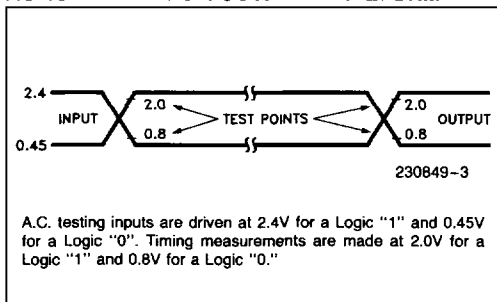 2.4
2.0 2.0
INPUT TEST POINTS OUTPUT
0.8 0.8
0.45
230849-3
A.C. testing inputs are driven at 2.4V for a Logic "1" and 0.45V
for a Logic "0". Timing measurements are made at 2.0V for a
Logic "1" and 0.8V for a Logic "0."